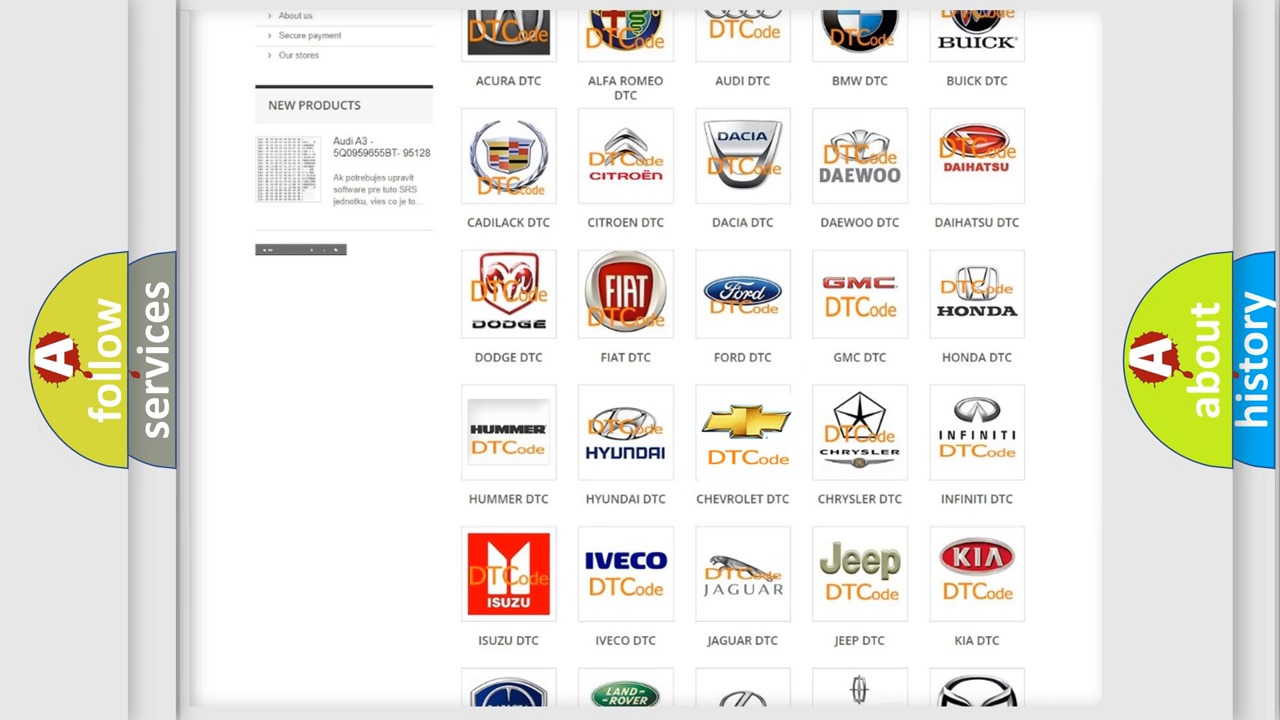 About us
Secure payment
Our stores
NEW PRODUCTS
Audi A3 -
5Q0959655BT- 95128
Ak potrebujes upravit
software pre tuto SRS
jednotku, vies co je to...
DTCode
DTCode
DTCode
DTCode
BUICK
ACURA DTC
ALFA ROMEO
DTC
AUDI DTC
BMW DTC
BUICK DTC
DTCode
DTCode
CITROËN
DACIA
DTCode
DTCode
DAEWOO
DTCode
DAIHATSU
CADILACK DTC
CITROEN DTC
DACIA DTC
DAEWOO DTC
DAIHATSU DTC
DTCode
DODGE
FIAT
DTCode
Ford
DTCode
GMC
DTCode
DTCode
HONDA
DODGE DTC
FIAT DTC
FORD DTC
GMC DTC
HONDA DTC
HUMMER
DTCode
DTCode
HYUNDAI
DTCode
DTCode
CHRYSLER
INFINITI
DTCode
HUMMER DTC
HYUNDAI DTC
CHEVROLET DTC
CHRYSLER DTC
INFINITI DTC
DTCode
ISUZU
IVECO
DTCode
DTCode
JAGUAR
Jeep
DTCode
KIA
DTCode
ISUZU DTC
IVECO DTC
JAGUAR DTC
JEEP DTC
KIA DTC
LAND-
ROVER
A
follow
services
A
about
history